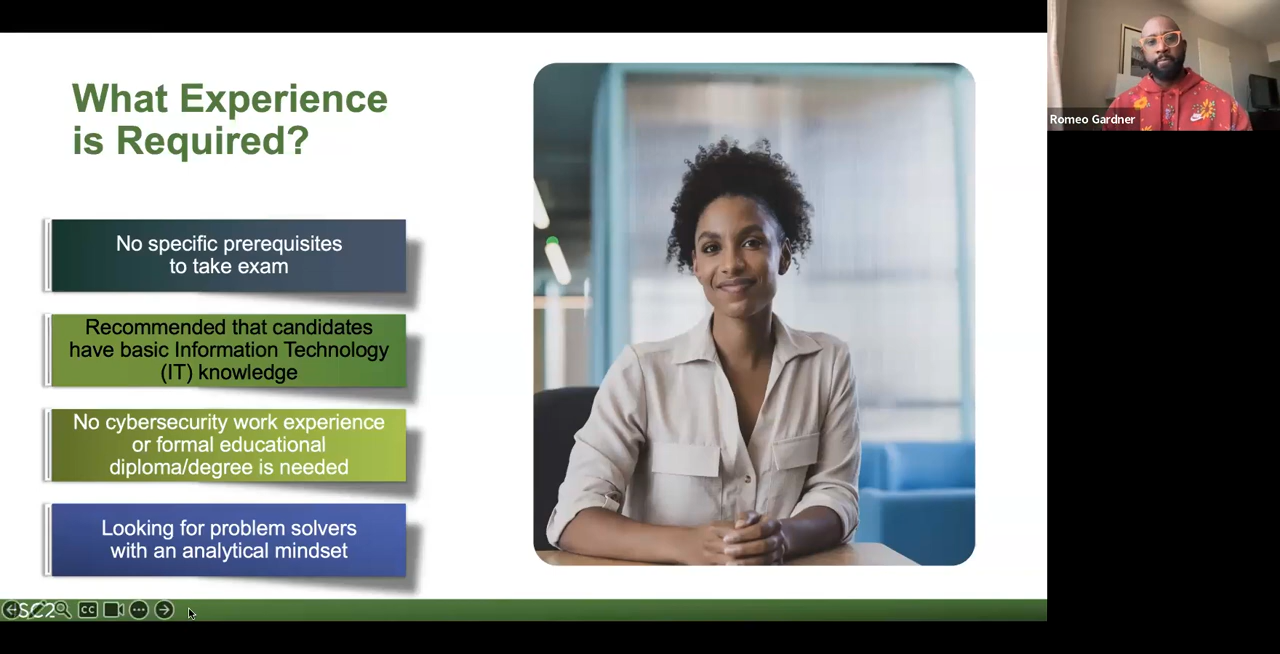 What Experience
is Required?
No specific prerequisites
to take exam
Recommended that candidates
have basic Information Technology
(IT) knowledge
No cybersecurity work experience
or formal educational
diploma/degree is needed
Looking for problem solvers
with an analytical mindset
SC2
CC
Romeo Gardner